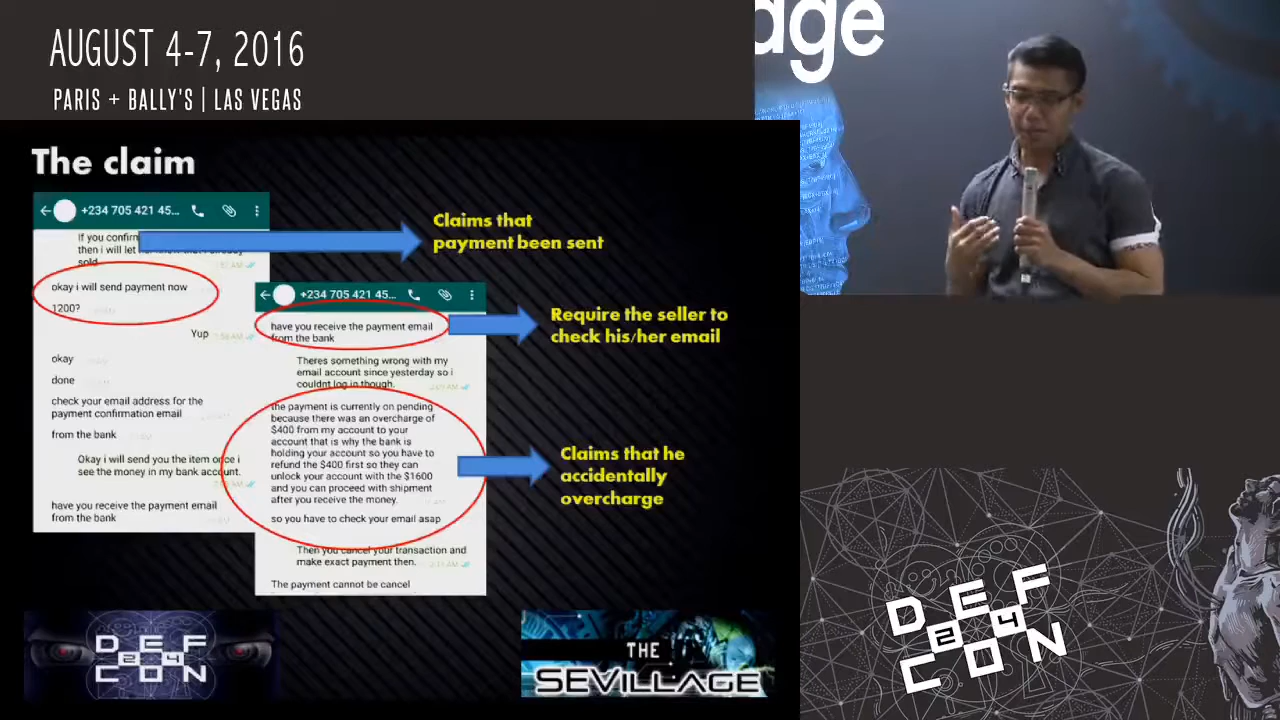 AUGUST 4-7, 2016
PARIS + BALLY'S | LAS VEGAS
age
The claim
+234 705 421 45...
If you confirm
then i will let
already
sold
okay i will send payment now
1200?
Yup
okay
done
check your email address for the
payment confirmation email
from the bank
Okay i will send you the item once i
see the money in my bank account.
have you receive the payment email
from the bank
+234 705 421 45...
have you receive the payment email
from the bank
Theres something wrong with my
email account since yesterday so i
couldnt log in though.
the payment is currently on pending
because there was an overcharge of
$400 from my account to your
account that is why the bank is
holding your account so you have to
refund the $400 first so they can
unlock your account with the $1600
and you can proceed with shipment
after you receive the money.
so you have to check your email asap
Then you cancel your transaction and
make exact payment then.
The payment cannot be cancel
Claims that
payment been sent
Require the seller to
check his/her email
Claims that he
accidentally
overcharge
DEF
24
CON
THE
SEVILLAGE
DEF
24
CON